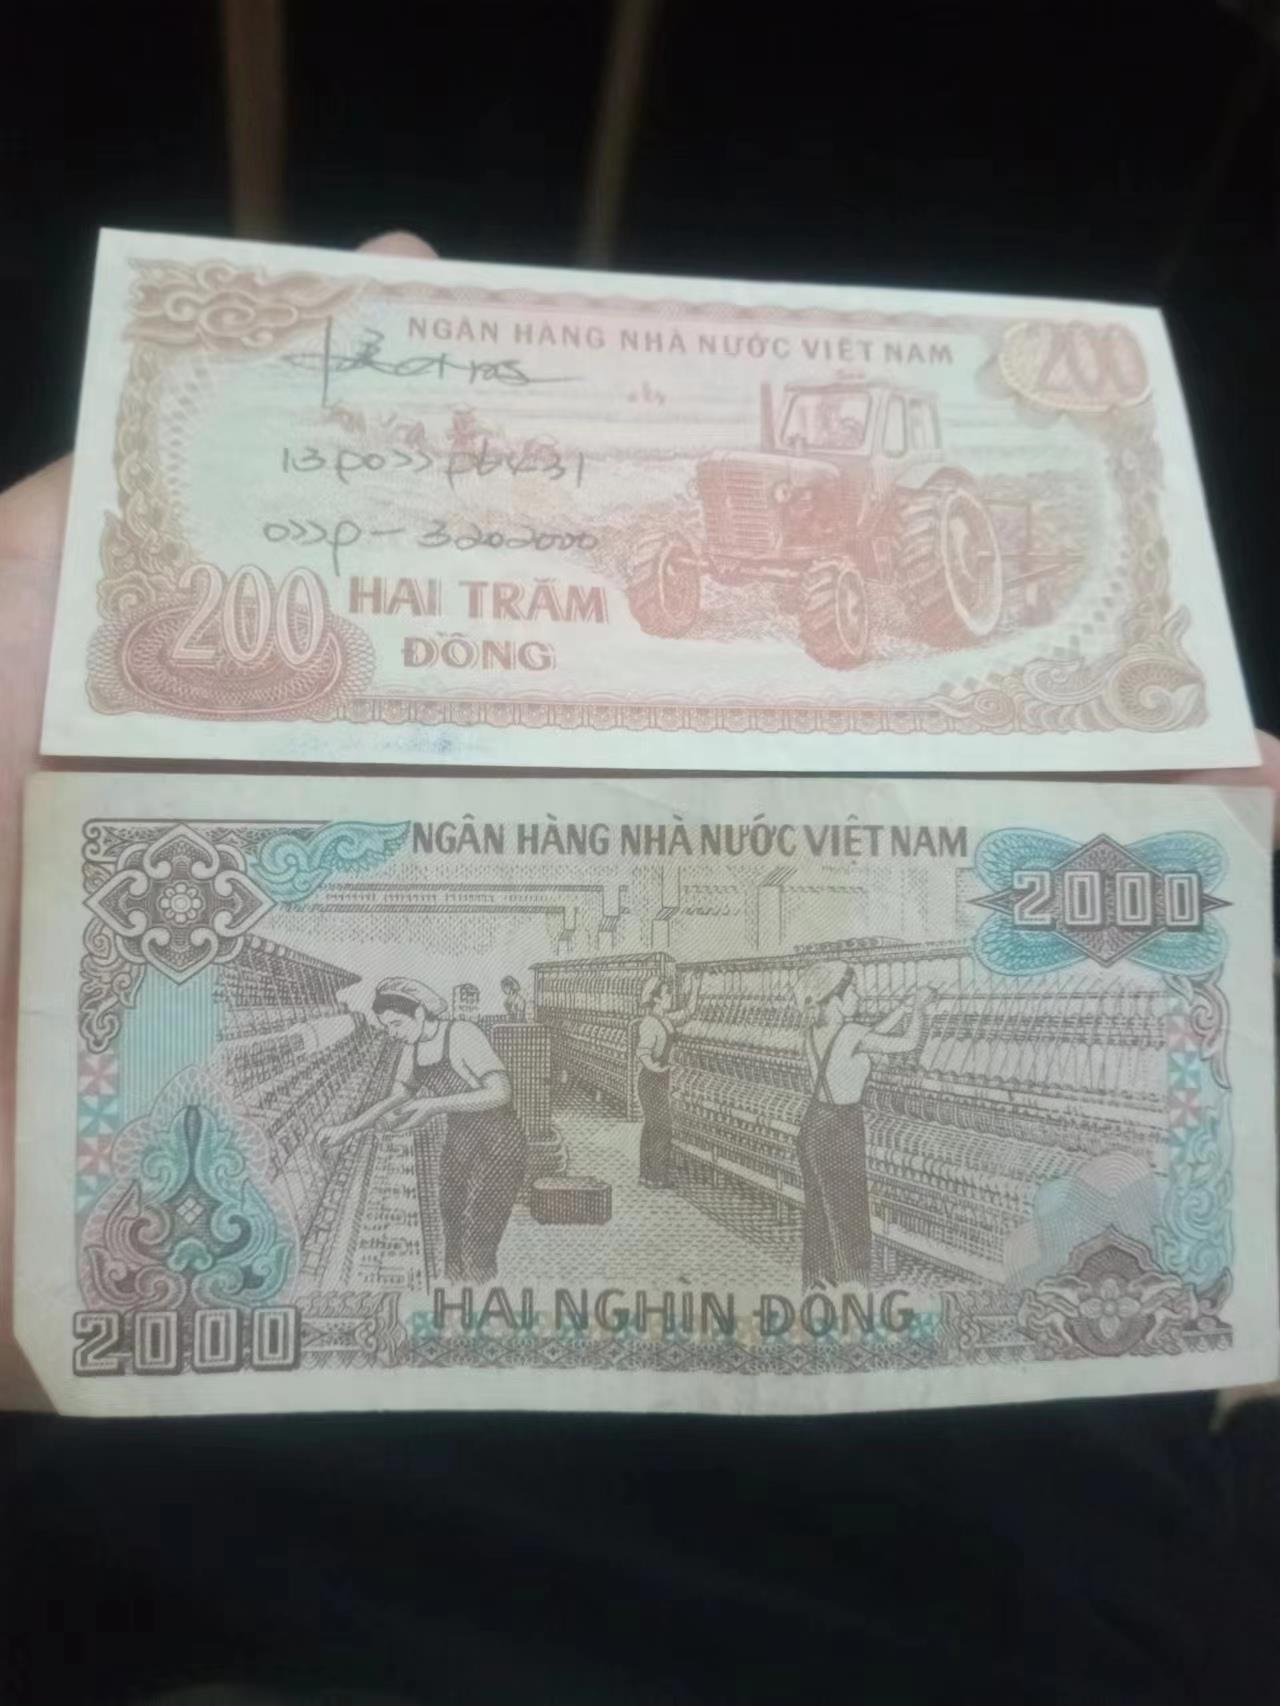 NGÂN HÀNG NHÀ NƯỚC VIỆT NAM
200
200
HAI TRĂM
ĐỒNG
NGÂN HÀNG NHÀ NƯỚC VIỆT NAM
2000
HAI NGHÌN ĐỒNG
2000